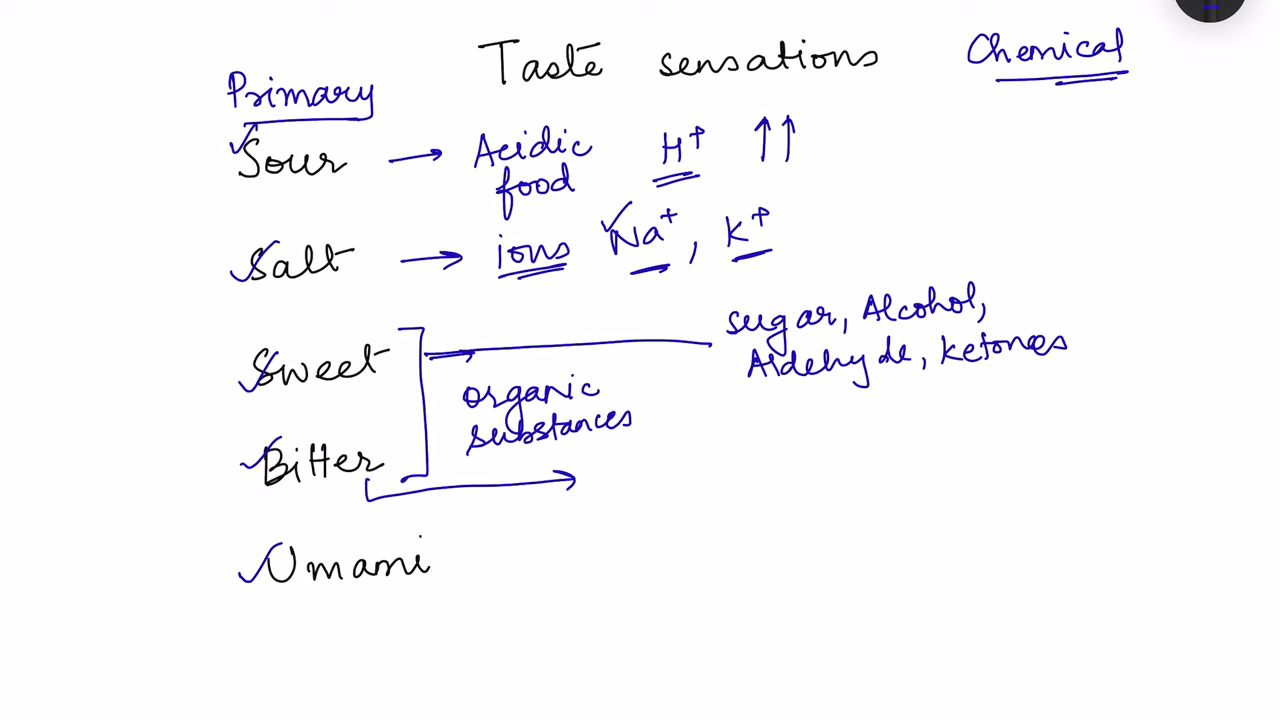 Taste sensations Chemical
Primary
Sour → Acidic food H⁺ ↑↑
Salt → ions Na⁺, K⁺
Sweet
sugar, Alcohol,
Aldehyde, Ketones
organic
substances
Bitter
Umami